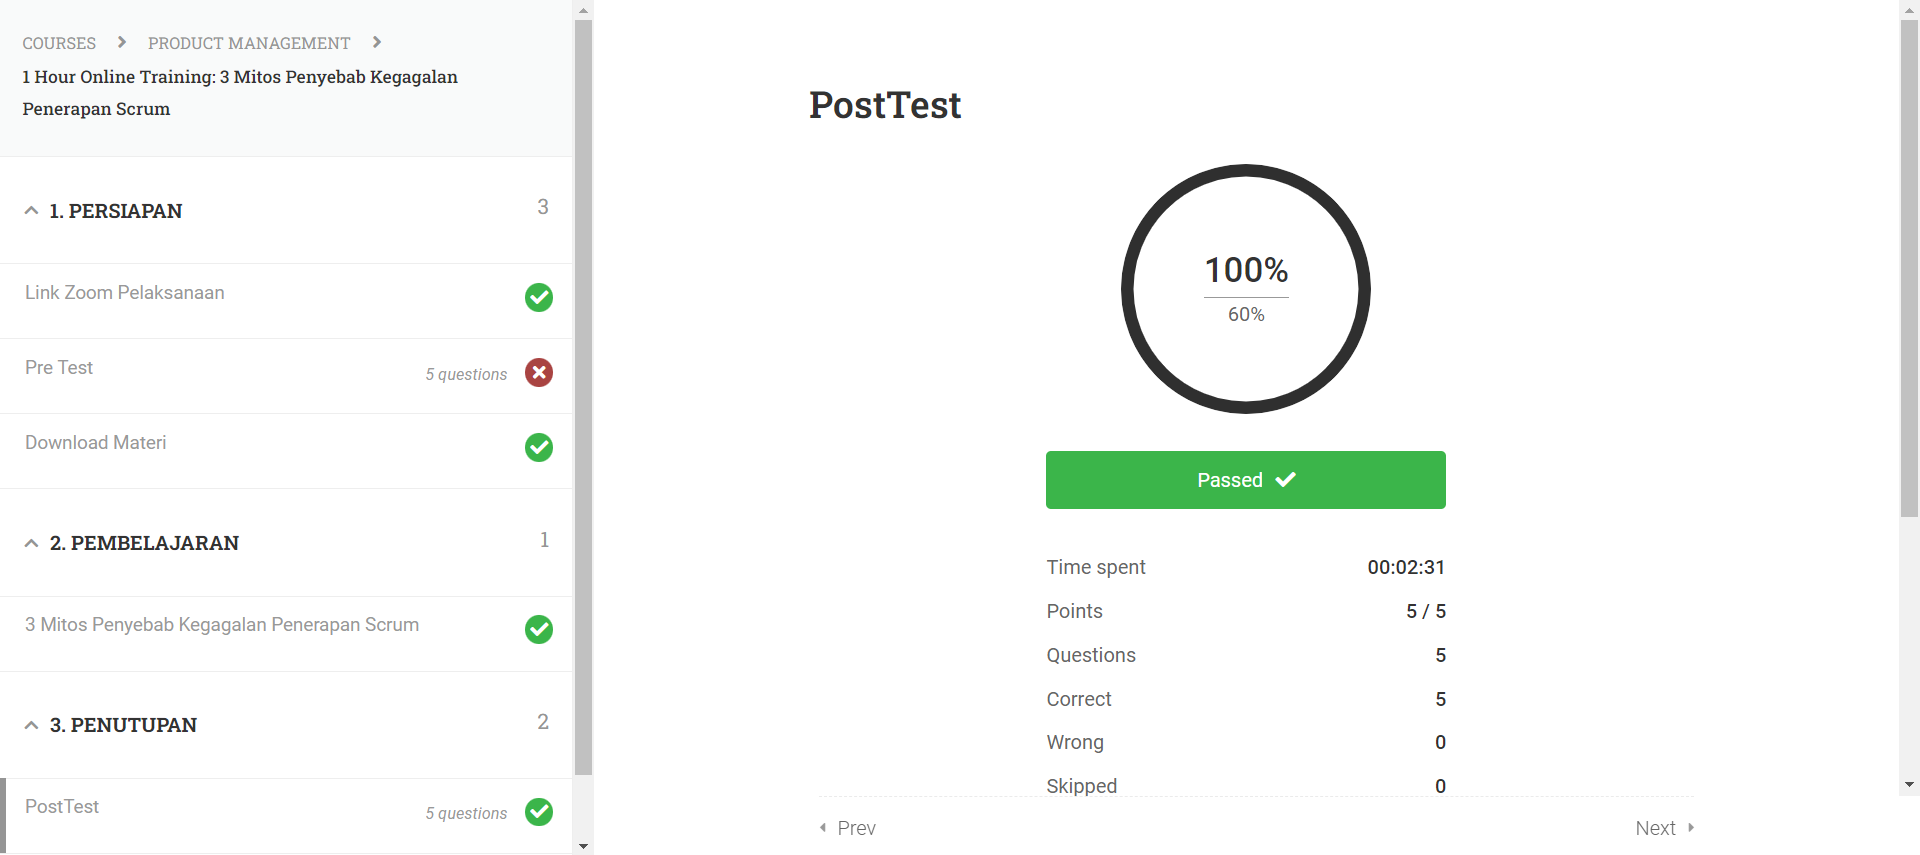 COURSES PRODUCT MANAGEMENT
1 Hour Online Training: 3 Mitos Penyebab Kegagalan
Penerapan Scrum
1. PERSIAPAN 3
Link Zoom Pelaksanaan
Pre Test 5 questions
Download Materi
2. PEMBELAJARAN 1
3 Mitos Penyebab Kegagalan Penerapan Scrum
3. PENUTUPAN 2
PostTest 5 questions
PostTest
100%
60%
Passed
Time spent 00:02:31
Points 5 / 5
Questions 5
Correct 5
Wrong 0
Skipped 0
Prev Next